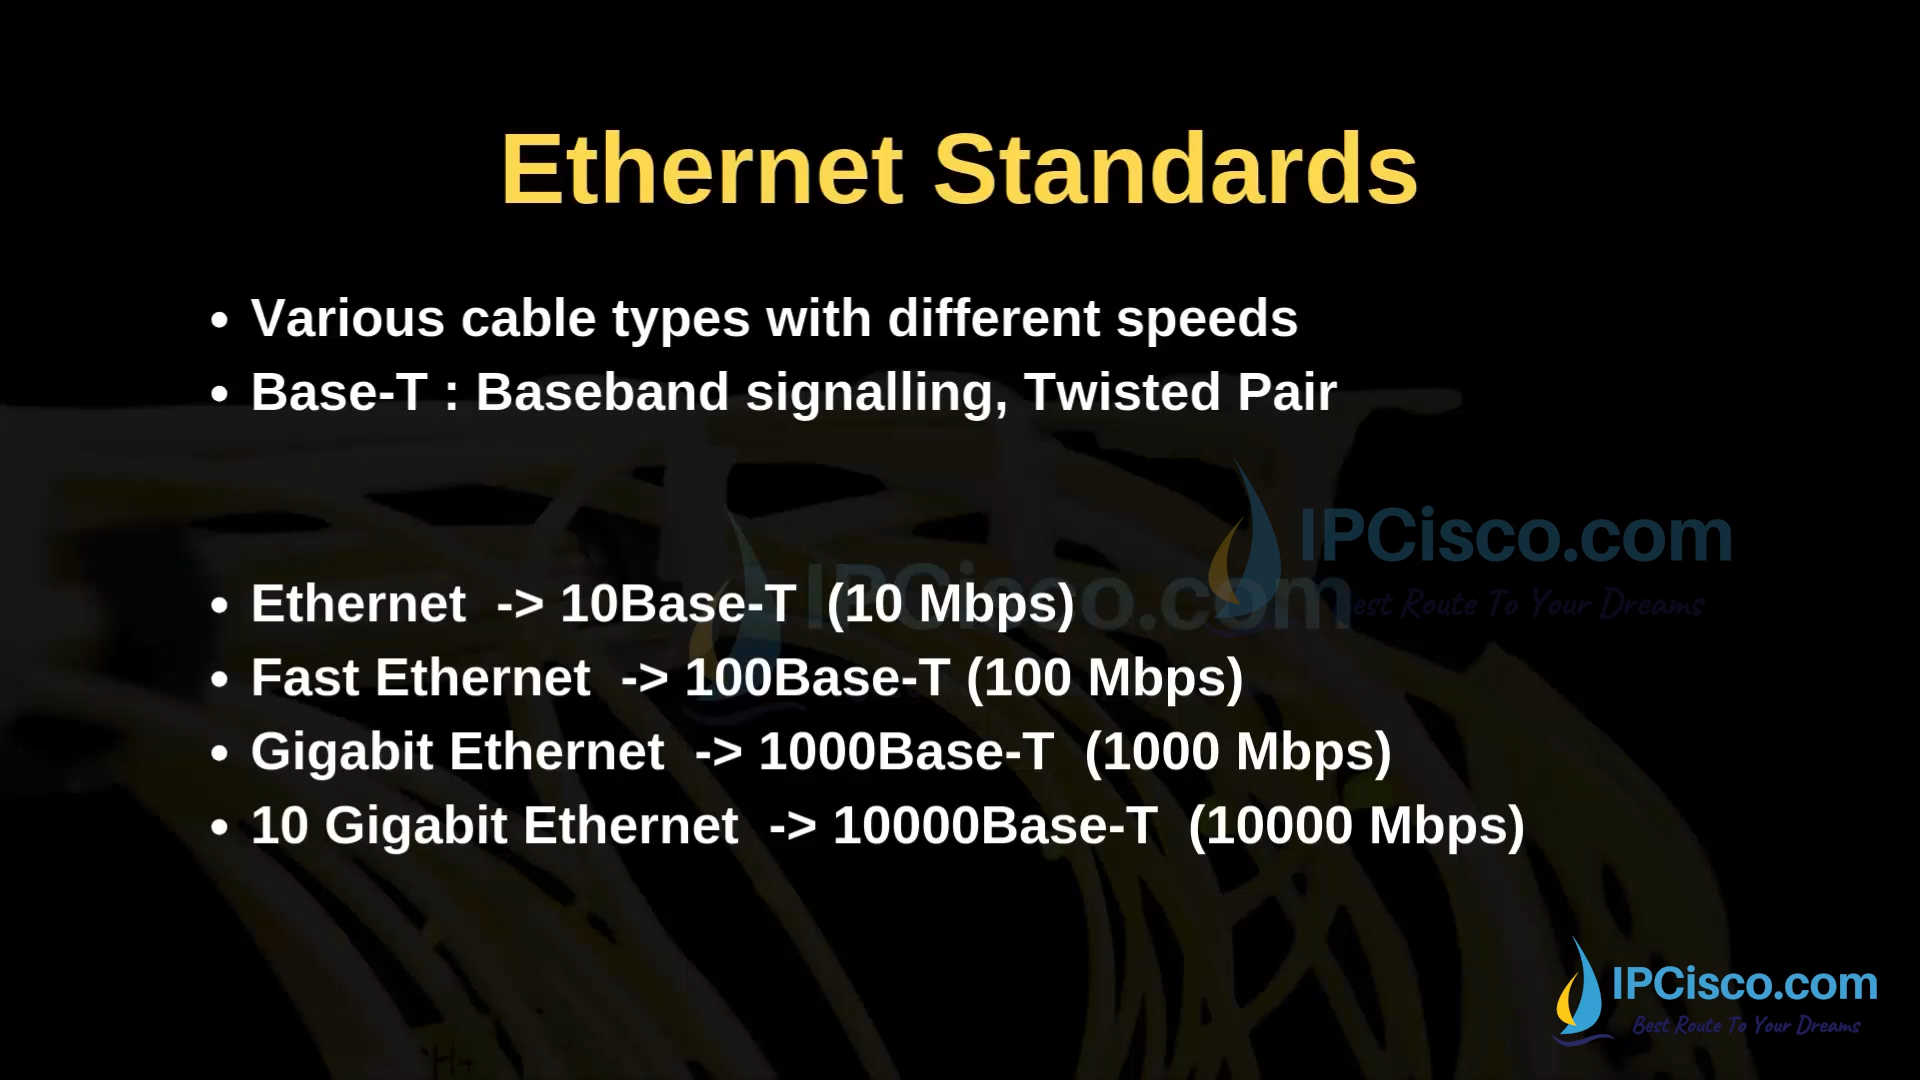 Ethernet Standards
• Various cable types with different speeds
• Base-T : Baseband signalling, Twisted Pair
IPCisco.com
Best Route To Your Dreams
IPCisco.com
• Ethernet -> 10Base-T (10 Mbps)
• Fast Ethernet -> 100Base-T (100 Mbps)
• Gigabit Ethernet -> 1000Base-T (1000 Mbps)
• 10 Gigabit Ethernet -> 10000Base-T (10000 Mbps)
IPCisco.com
Best Route To Your Dreams